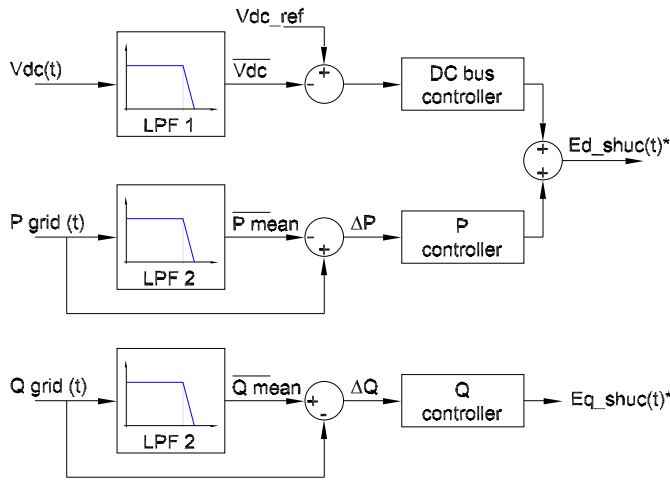 Vdc_ref
Vdc(t)
Vdc
+
-
DC bus
controller
LPF 1
+
+
Ed_shuc(t)*
P grid (t)
P mean
-
+
ΔP
P
controller
LPF 2
Q grid (t)
Q mean
+
-
ΔQ
Q
controller
Eq_shuc(t)*
LPF 2